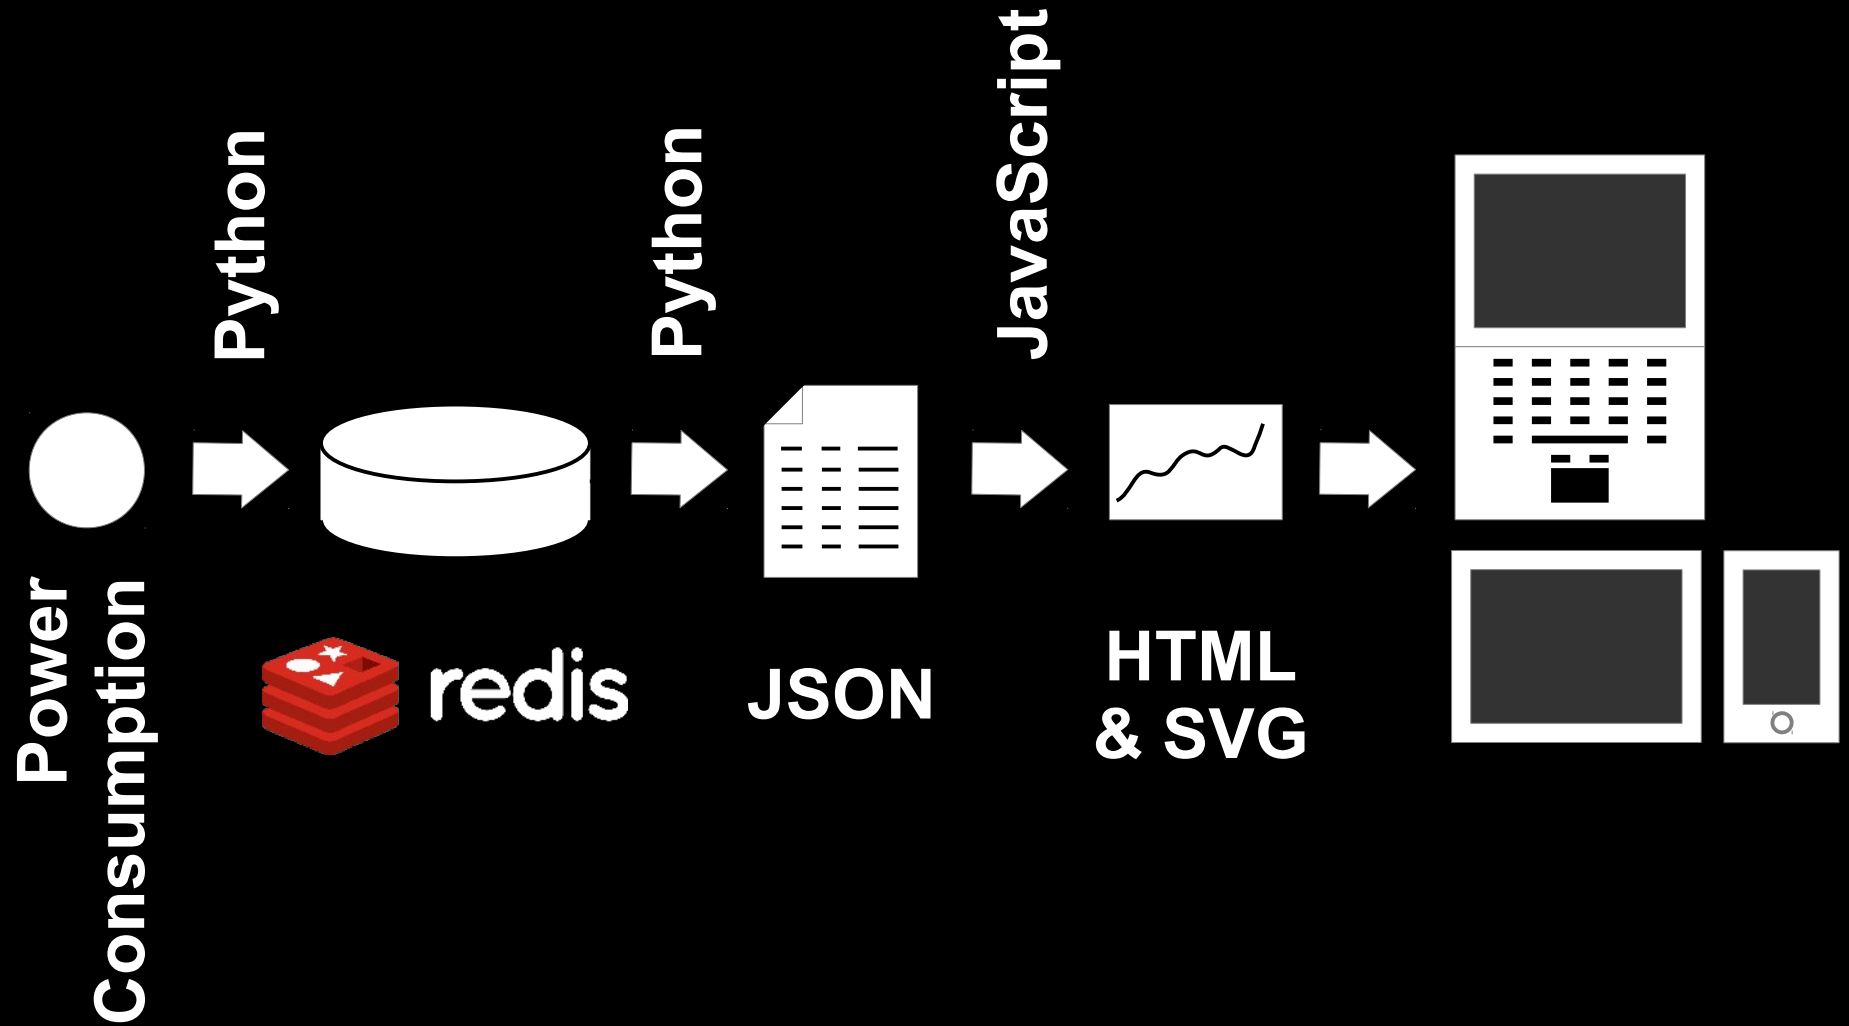 Python
Python
JavaScript
Power
Consumption
redis
JSON
HTML
& SVG